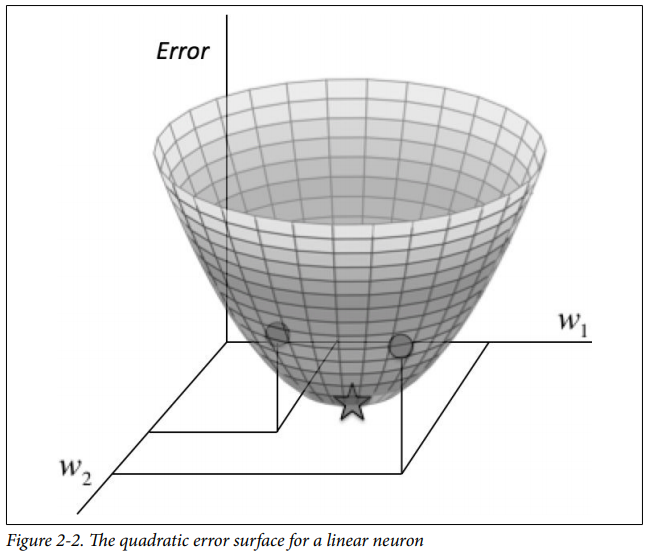 Error
w1
w2
Figure 2-2. The quadratic error surface for a linear neuron